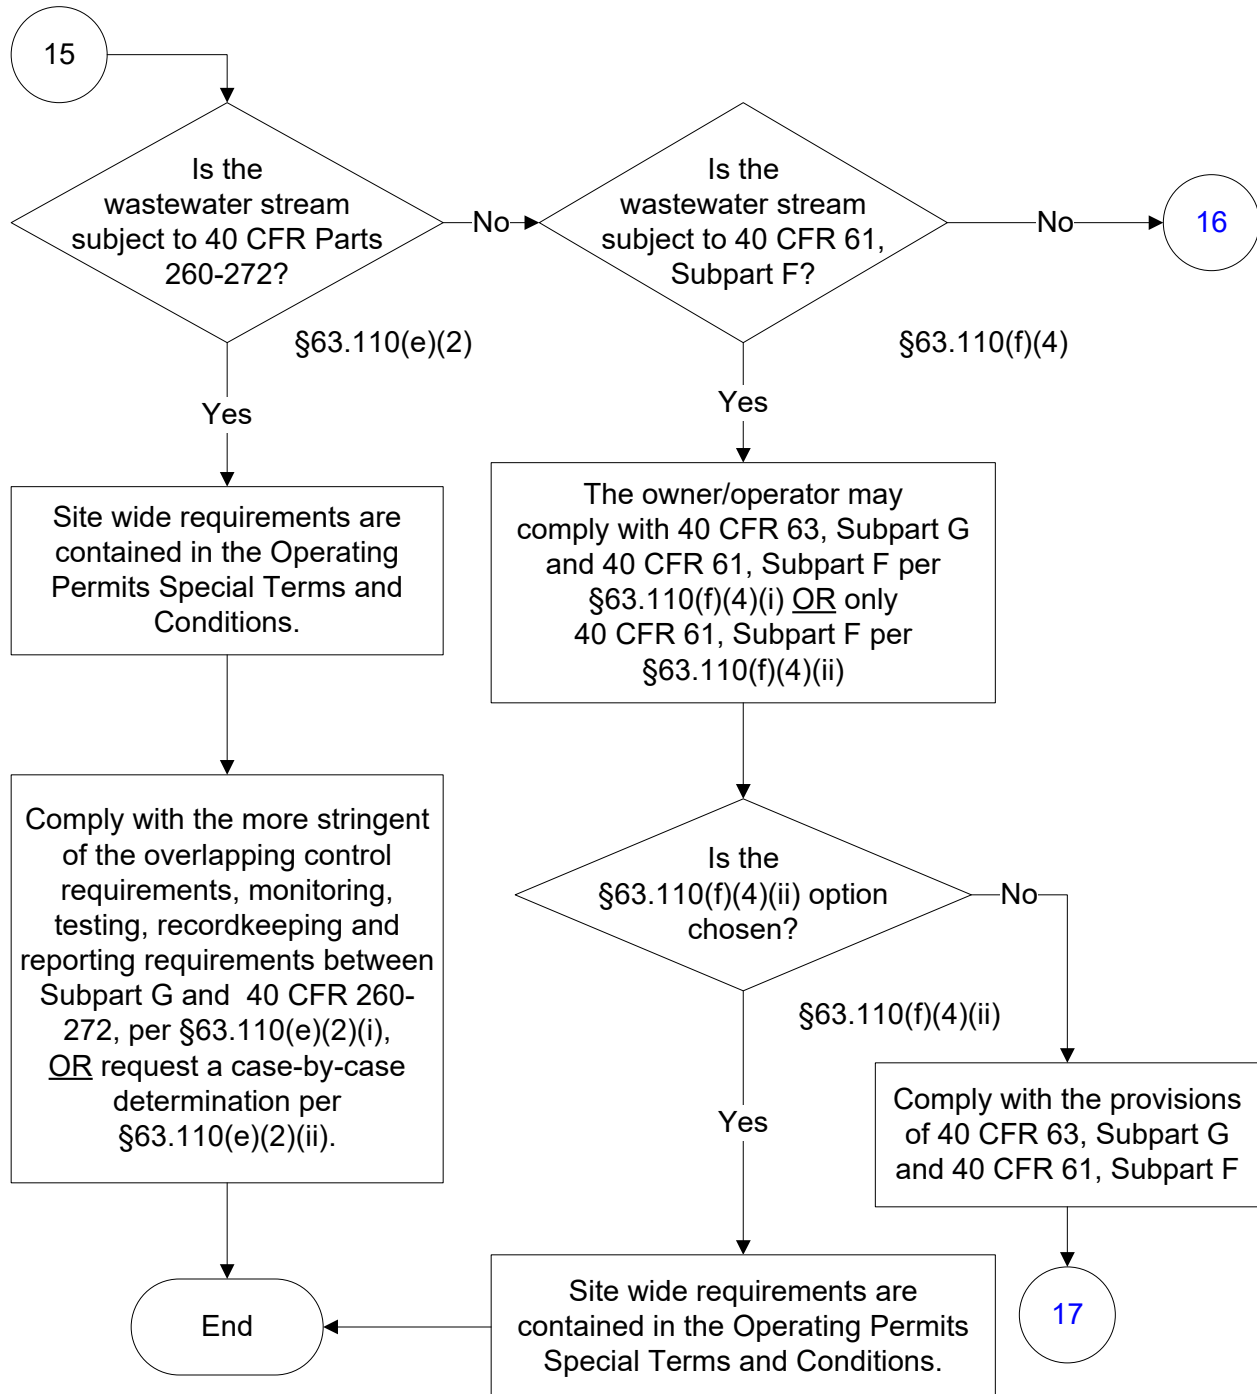 15
Is the
wastewater stream
subject to 40 CFR Parts
260-272?
No
Is the
wastewater stream
subject to 40 CFR 61,
Subpart F?
No
16
§63.110(e)(2)
§63.110(f)(4)
Yes
Yes
Site wide requirements are
contained in the Operating
Permits Special Terms and
Conditions.
The owner/operator may
comply with 40 CFR 63, Subpart G
and 40 CFR 61, Subpart F per
§63.110(f)(4)(i) OR only
40 CFR 61, Subpart F per
§63.110(f)(4)(ii)
Comply with the more stringent
of the overlapping control
requirements, monitoring,
testing, recordkeeping and
reporting requirements between
Subpart G and  40 CFR 260-
272, per §63.110(e)(2)(i),
OR request a case-by-case
determination per
§63.110(e)(2)(ii).
Is the
§63.110(f)(4)(ii) option
chosen?
No
§63.110(f)(4)(ii)
Yes
Comply with the provisions
of 40 CFR 63, Subpart G
and 40 CFR 61, Subpart F
End
Site wide requirements are
contained in the Operating Permits
Special Terms and Conditions.
17